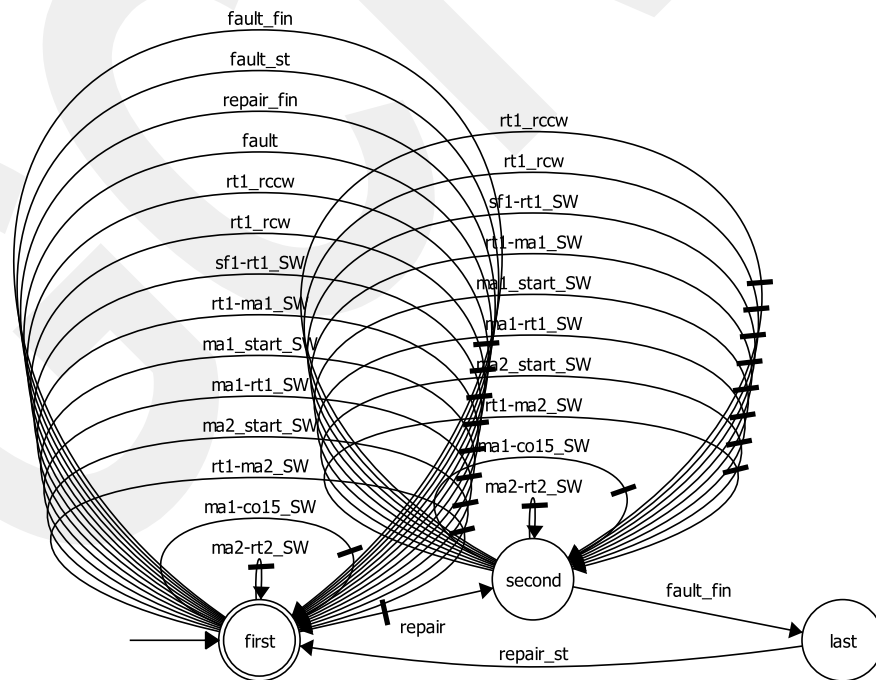 fault_fin
fault_st
repair_fin
fault
rt1_rccw
rt1_rcw
sf1-rt1_SW
rt1-ma1_SW
ma1_start_SW
ma1-rt1_SW
ma2_start_SW
rt1-ma2_SW
ma1-co15_SW
ma2-rt2_SW
rt1_rccw
rt1_rcw
sf1-rt1_SW
rt1-ma1_SW
ma1_start_SW
ma1-rt1_SW
ma2_start_SW
rt1-ma2_SW
ma1-co15_SW
ma2-rt2_SW
second
fault_fin
repair
first
repair_st
last